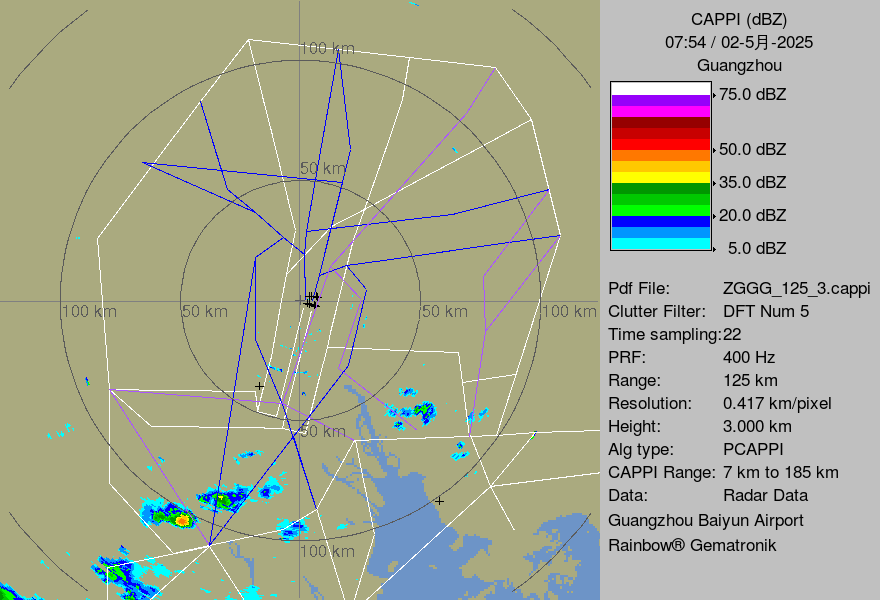 CAPPI (dBZ)
07:54 / 02-5月-2025
Guangzhou
75.0 dBZ
50.0 dBZ
35.0 dBZ
20.0 dBZ
5.0 dBZ
100 km
50 km
100 km
50 km
50 km
100 km
50 km
100 km
Pdf File: ZGGG_125_3.cappi
Clutter Filter: DFT Num 5
Time sampling:22
PRF: 400 Hz
Range: 125 km
Resolution: 0.417 km/pixel
Height: 3.000 km
Alg type: PCAPPI
CAPPI Range: 7 km to 185 km
Data: Radar Data
Guangzhou Baiyun Airport
Rainbow® Gematronik